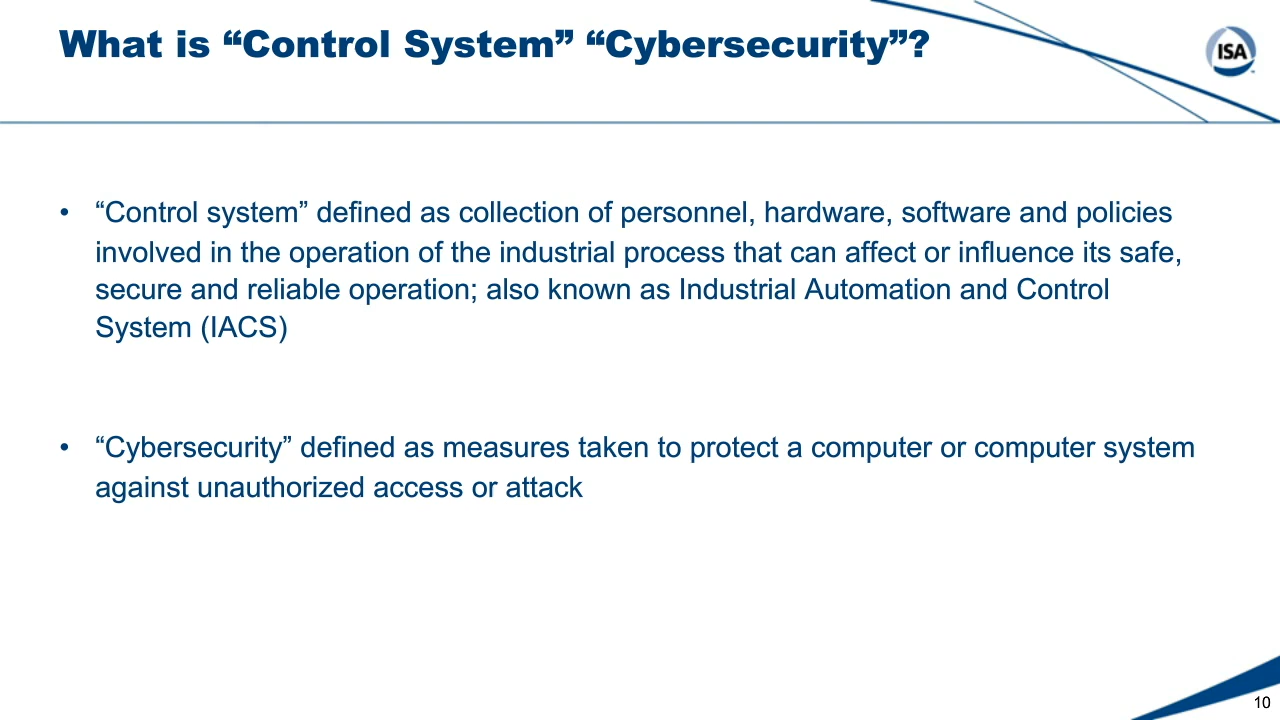 What is “Control System” “Cybersecurity”?
ISA
• “Control system” defined as collection of personnel, hardware, software and policies
involved in the operation of the industrial process that can affect or influence its safe,
secure and reliable operation; also known as Industrial Automation and Control
System (IACS)
• “Cybersecurity” defined as measures taken to protect a computer or computer system
against unauthorized access or attack
10